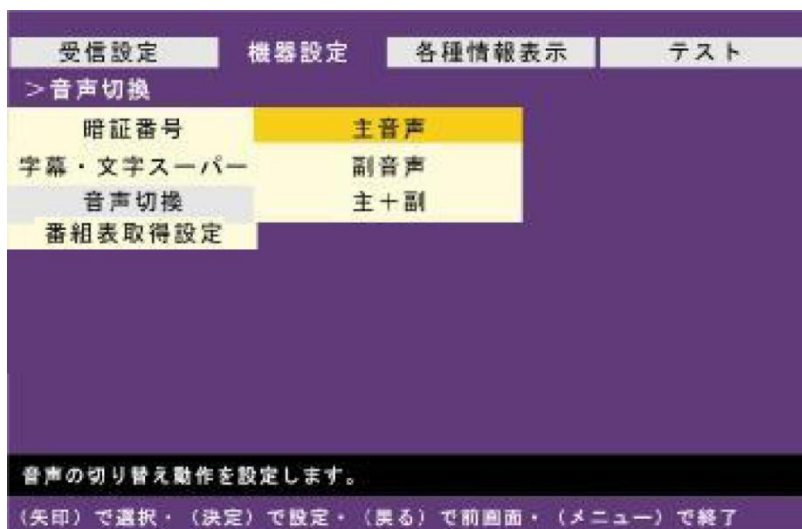 受信設定 機器設定 各種情報表示 テスト
＞音声切換
暗証番号 主音声
字幕・文字スーパー 副音声
音声切換 主＋副
番組表取得設定
音声の切り替え動作を設定します。
（矢印）で選択・（決定）で設定・（戻る）で前画面・（メニュー）で終了